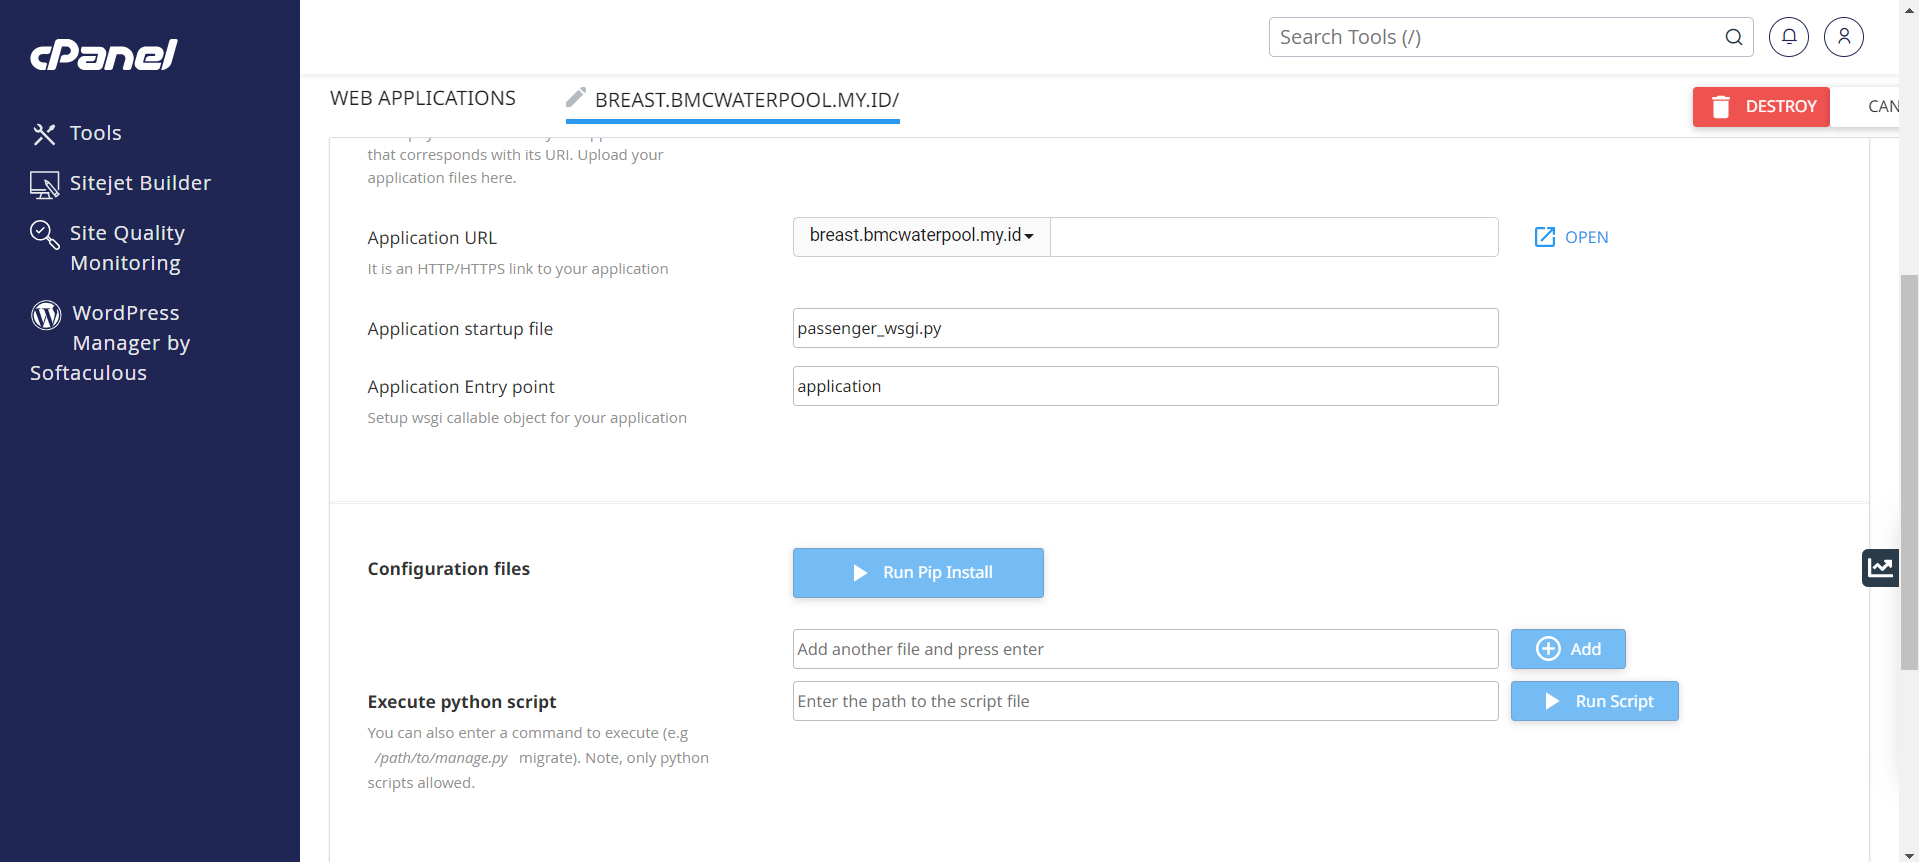 cPanel
Tools
Sitejet Builder
Site Quality
Monitoring
WordPress
Manager by
Softaculous
Search Tools (/)
WEB APPLICATIONS
BREAST.BMCWATERPOOL.MY.ID/
DESTROY
CAN
that corresponds with its URI. Upload your
application files here.
Application URL
breast.bmcwaterpool.my.id
OPEN
It is an HTTP/HTTPS link to your application
Application startup file
passenger_wsgi.py
Application Entry point
application
Setup wsgi callable object for your application
Configuration files
Run Pip Install
Add another file and press enter
Add
Execute python script
Enter the path to the script file
Run Script
You can also enter a command to execute (e.g
/path/to/manage.py migrate). Note, only python
scripts allowed.